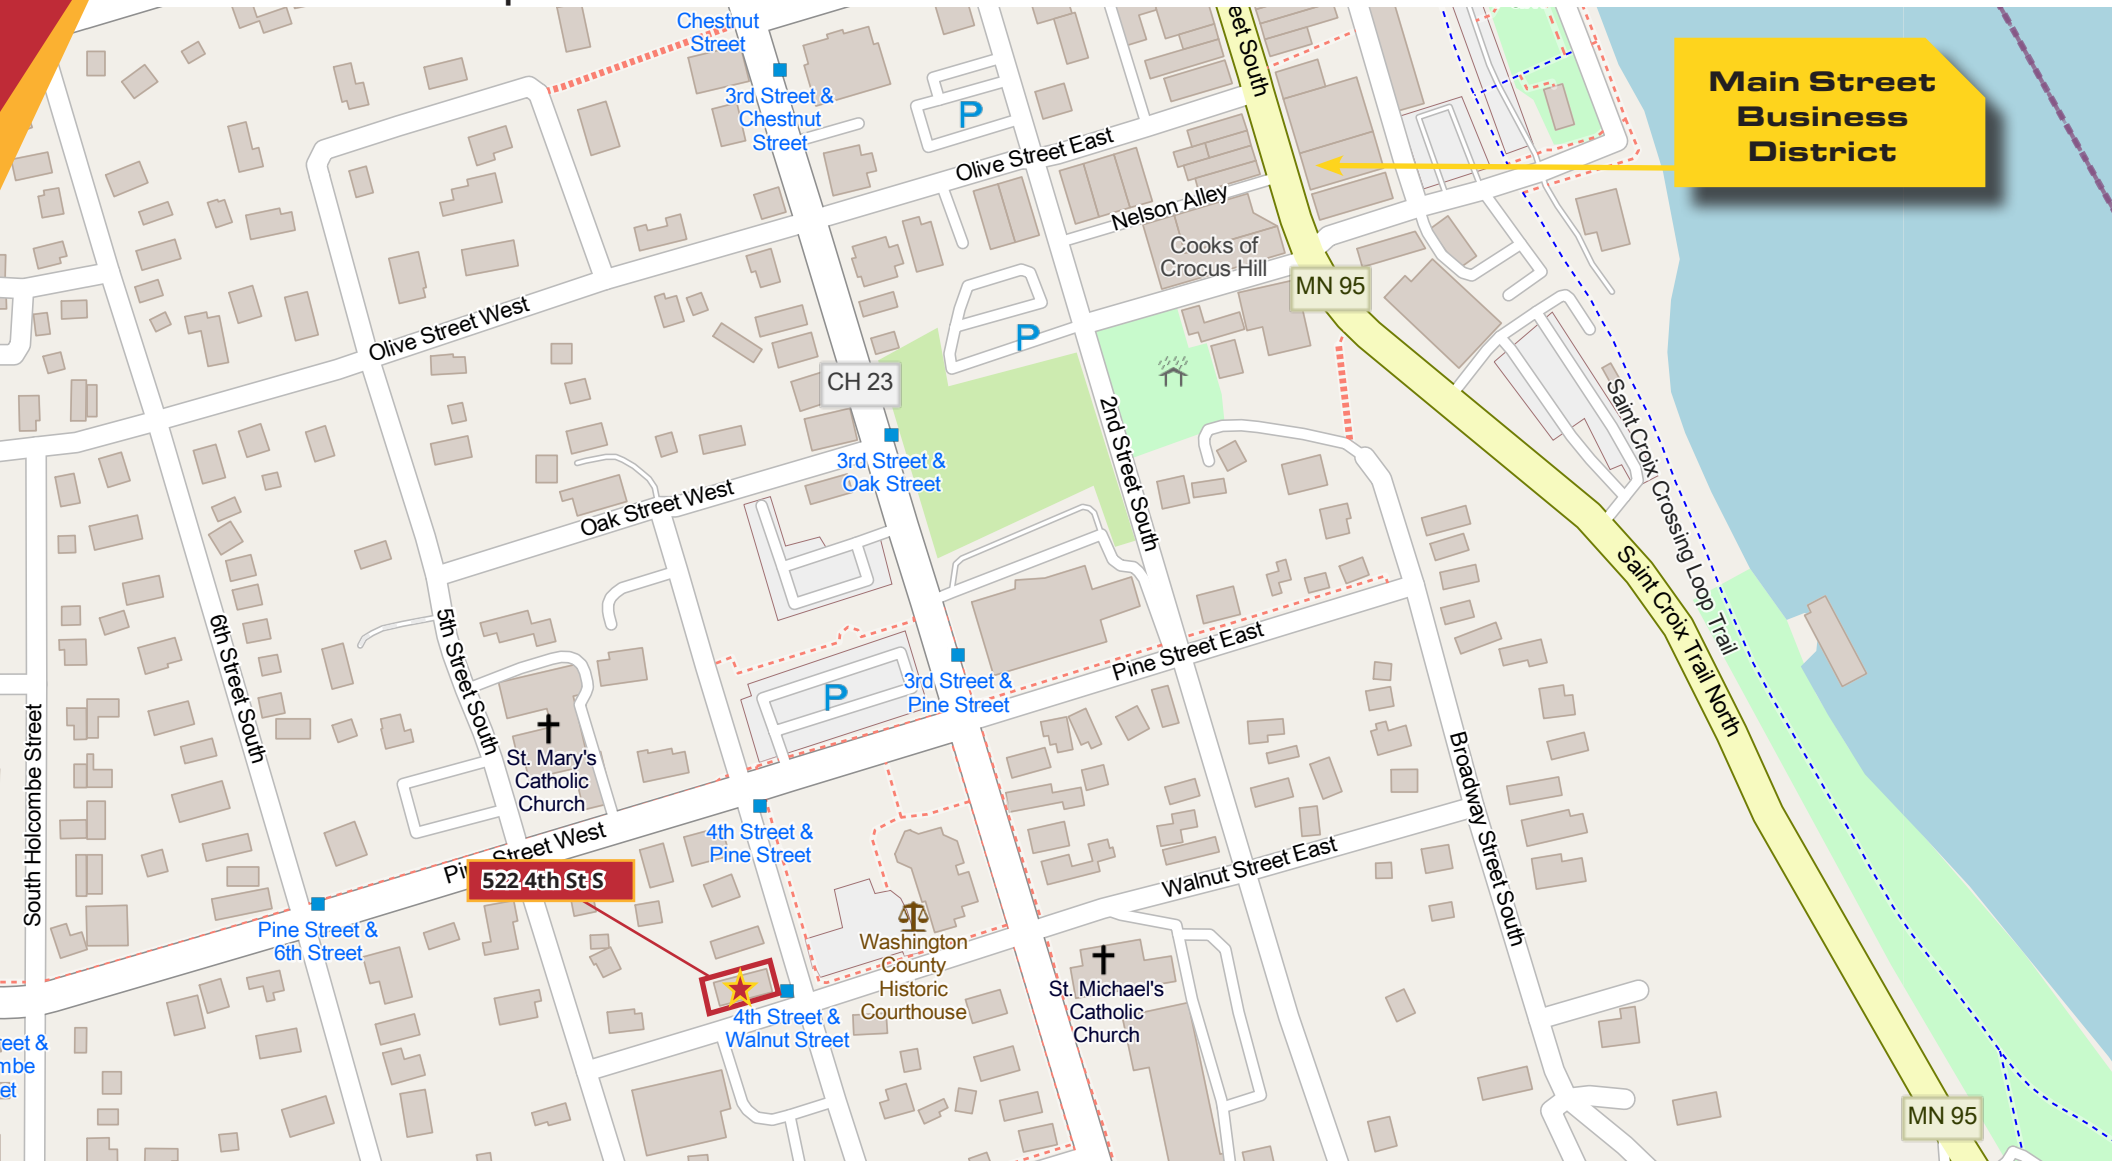 Chestnut
Street
3rd Street &
Chestnut
Street
P
Olive Street East
Nelson Alley
eet South
Main Street
Business
District
Cooks of
Crocus Hill
MN 95
Olive Street West
P
CH 23
3rd Street &
Oak Street
2nd Street South
Oak Street West
Saint Croix Crossing Loop Trail
Saint Croix Trail North
6th Street South
5th Street South
Pine Street East
3rd Street &
Pine Street
P
South Holcombe Street
St. Mary's
Catholic
Church
Broadway Street South
4th Street &
Pine Street
Street West
522 4th St S
Walnut Street East
Pine Street &
6th Street
Washington
County
Historic
Courthouse
St. Michael's
Catholic
Church
4th Street &
Walnut Street
eet &
mbe
et
MN 95